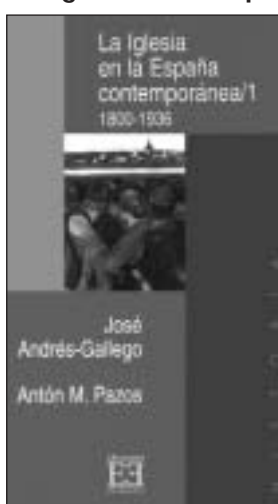 La Iglesia
en la España
contemporánea/1
1800-1936
José
Andrés-Gallego
Antón M. Pazos